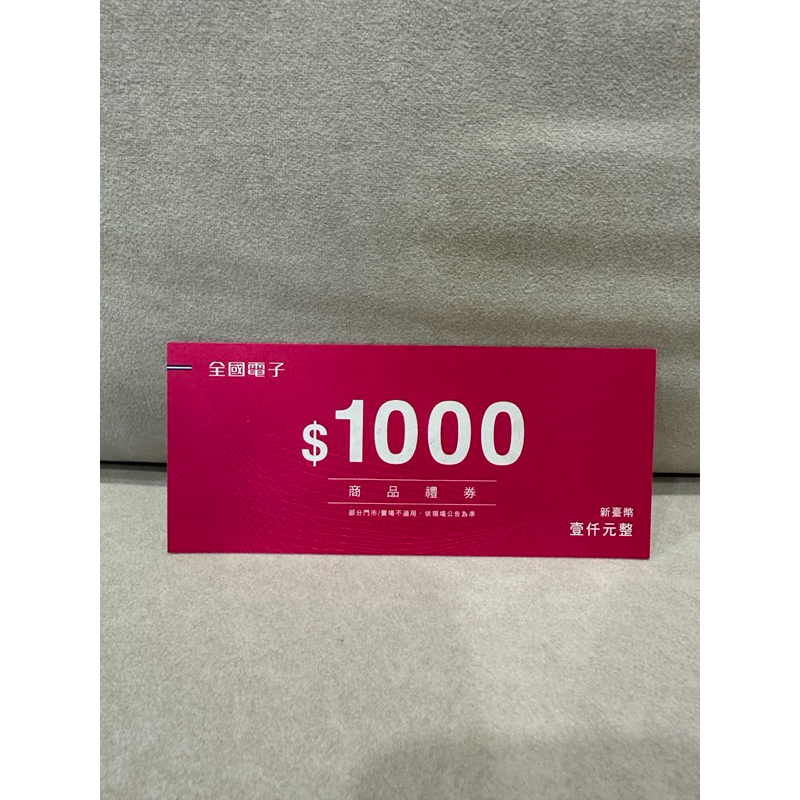 全國電子
$1000
商品禮券
部分門市/賣場不適用，依現場公告為準
新臺幣
壹仟元整